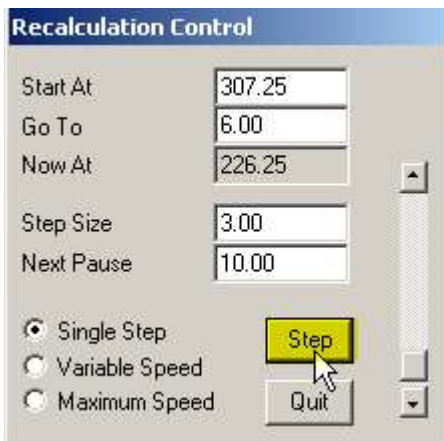 Recalculation Control
Start At 307.25
Go To 6.00
Now At 226.25
Step Size 3.00
Next Pause 10.00
Single Step
Step
Variable Speed
Maximum Speed
Quit